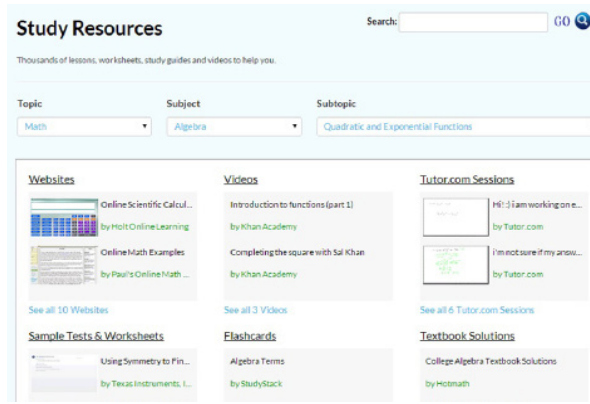 Study Resources
Search:
GO
Thousands of lessons, worksheets, study guides and videos to help you.
Topic
Subject
Subtopic
Math
Algebra
Quadratic and Exponential Functions
Websites
Online Scientific Calcul...
by Holt Online Learning
Online Math Examples
by Paul's Online Math ...
See all 10 Websites
Videos
Introduction to functions (part 1)
by Khan Academy
Completing the square with Sal Khan
by Khan Academy
See all 3 Videos
Tutor.com Sessions
Hi! :) i am working on e...
by Tutor.com
i'm not sure if my answ...
by Tutor.com
See all 6 Tutor.com Sessions
Sample Tests & Worksheets
Using Symmetry to Fin...
by Texas Instruments, I...
Flashcards
Algebra Terms
by StudyStack
Textbook Solutions
College Algebra Textbook Solutions
by Hotmath